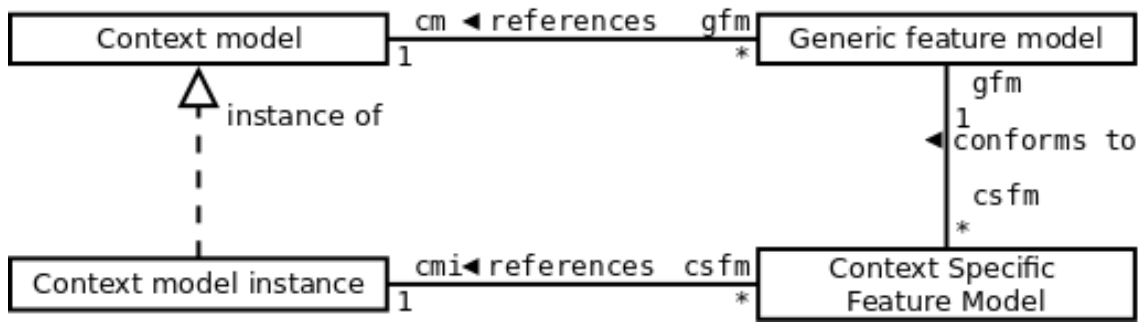 Context model
cm ◄ references gfm
Generic feature model
1
*
instance of
gfm
1
◄ conforms to
csfm
*
Context model instance
cmi◄ references csfm
1
*
Context Specific
Feature Model